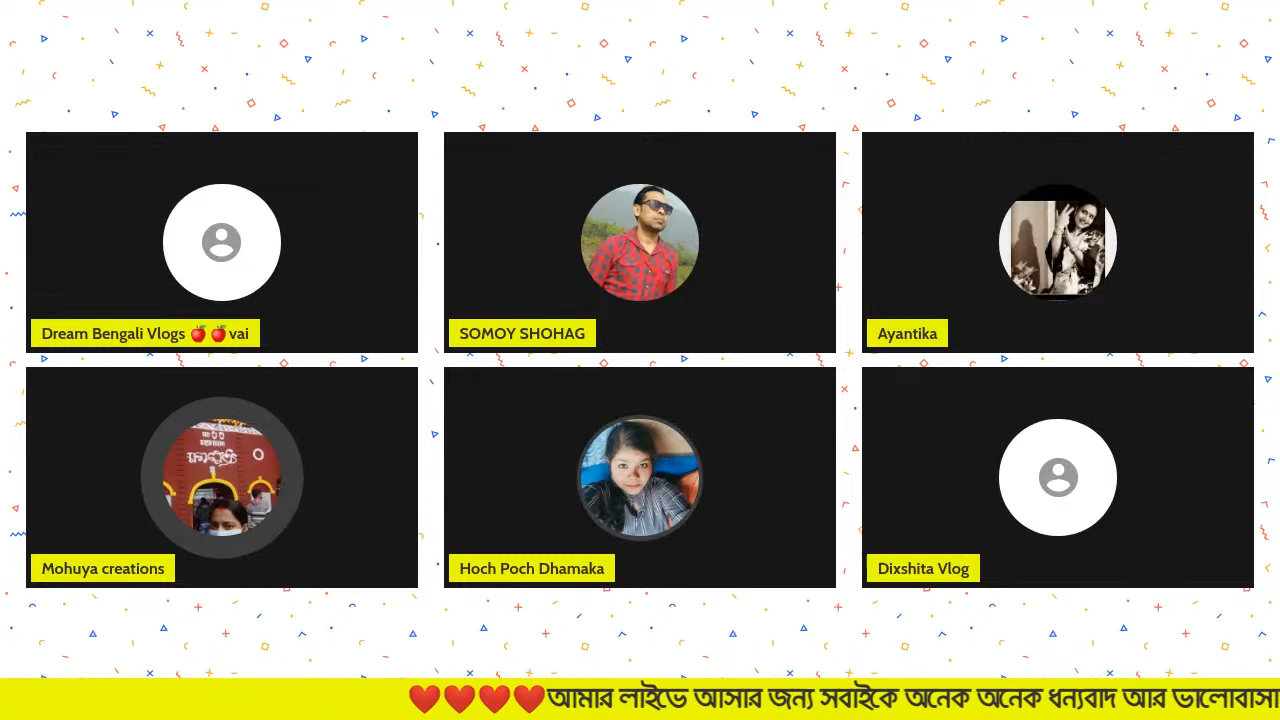 Dream Bengali Vlogs 🍎🍎vai
SOMOY SHOHAG
Ayantika
Mohuya creations
Hoch Poch Dhamaka
Dixshita Vlog
❤️❤️❤️❤️আমার লাইভে আসার জন্য সবাইকে অনেক অনেক ধন্যবাদ আর ভালোবাসা